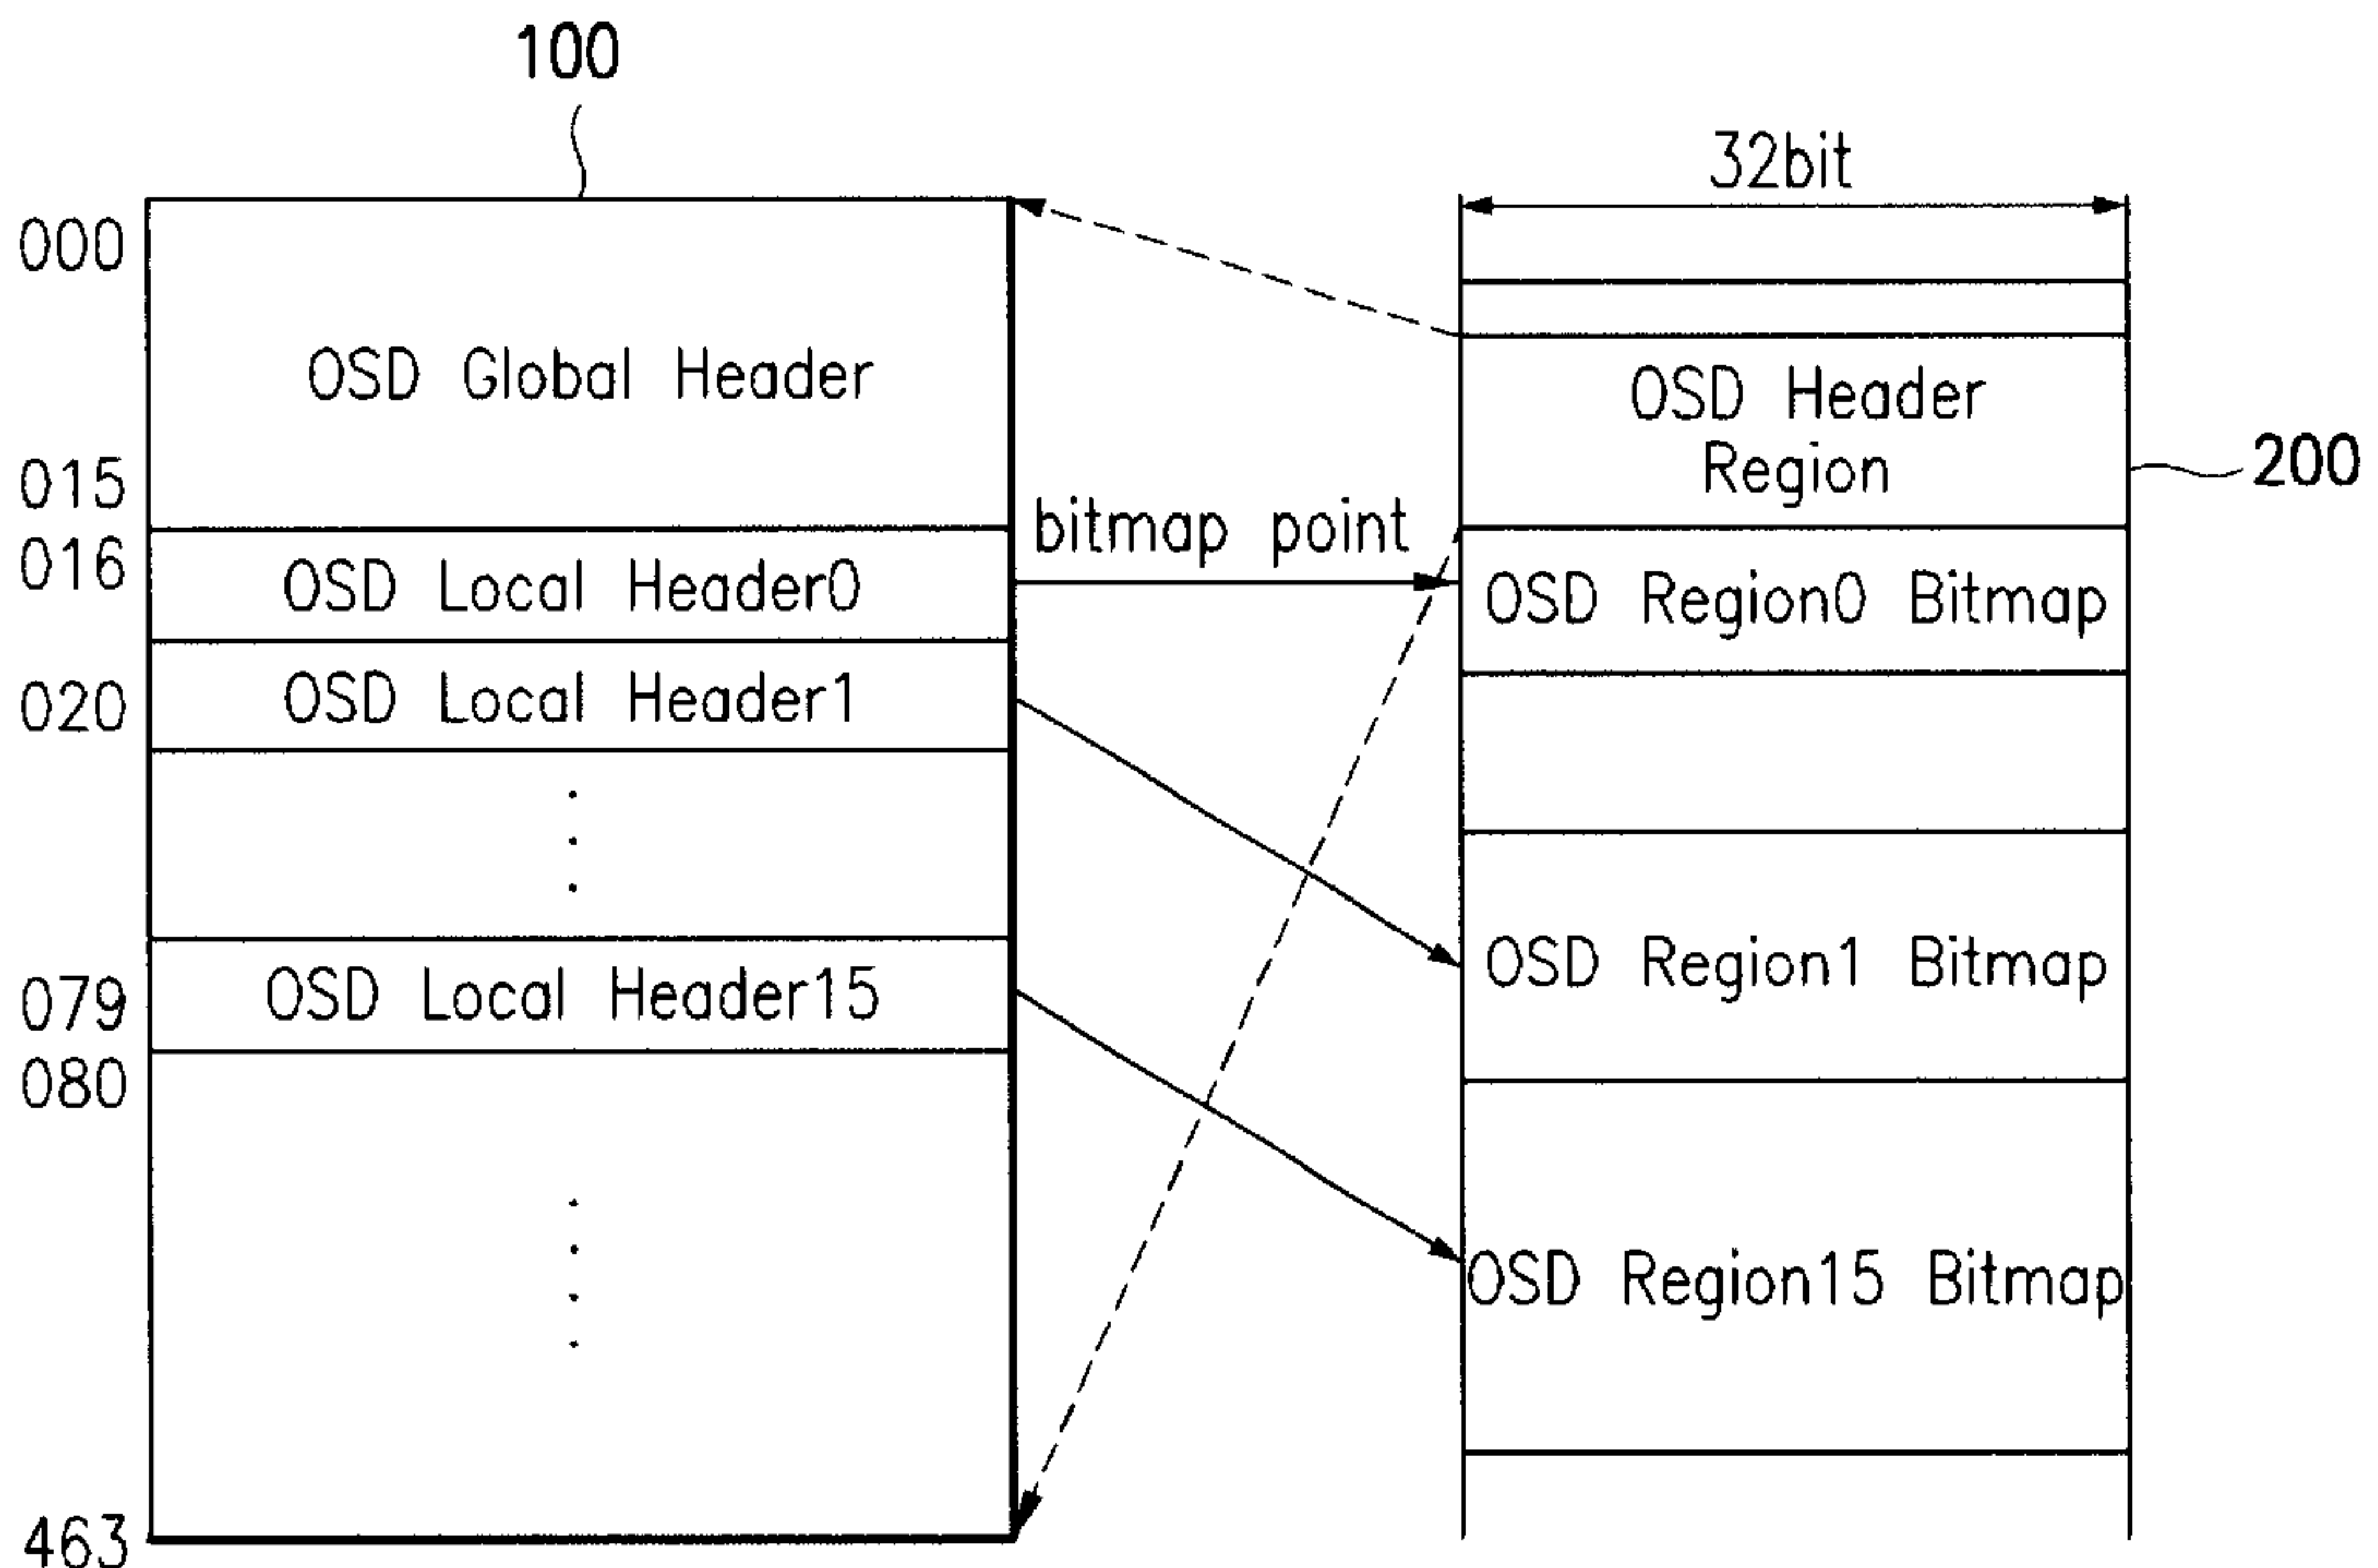 100
32bit
000
OSD Global Header
OSD Header
Region
015
200
bitmap point
016
OSD Local Header0
OSD Region0 Bitmap
020
OSD Local Header1
OSD Region1 Bitmap
079
OSD Local Header15
080
OSD Region15 Bitmap
463